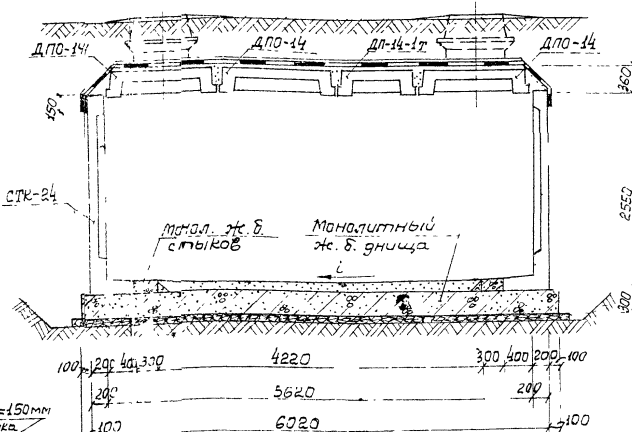 ДПО-14
ДПО-14
ДП-14-1т
ДПО-14
360
150
СТК-24
2550
Монол. ж.б.
стыков
Монолитный
ж.б. днища
i
300
100 200 400 300 4220 300 400 200 100
200 5620 200
=150мм
100 6020 100